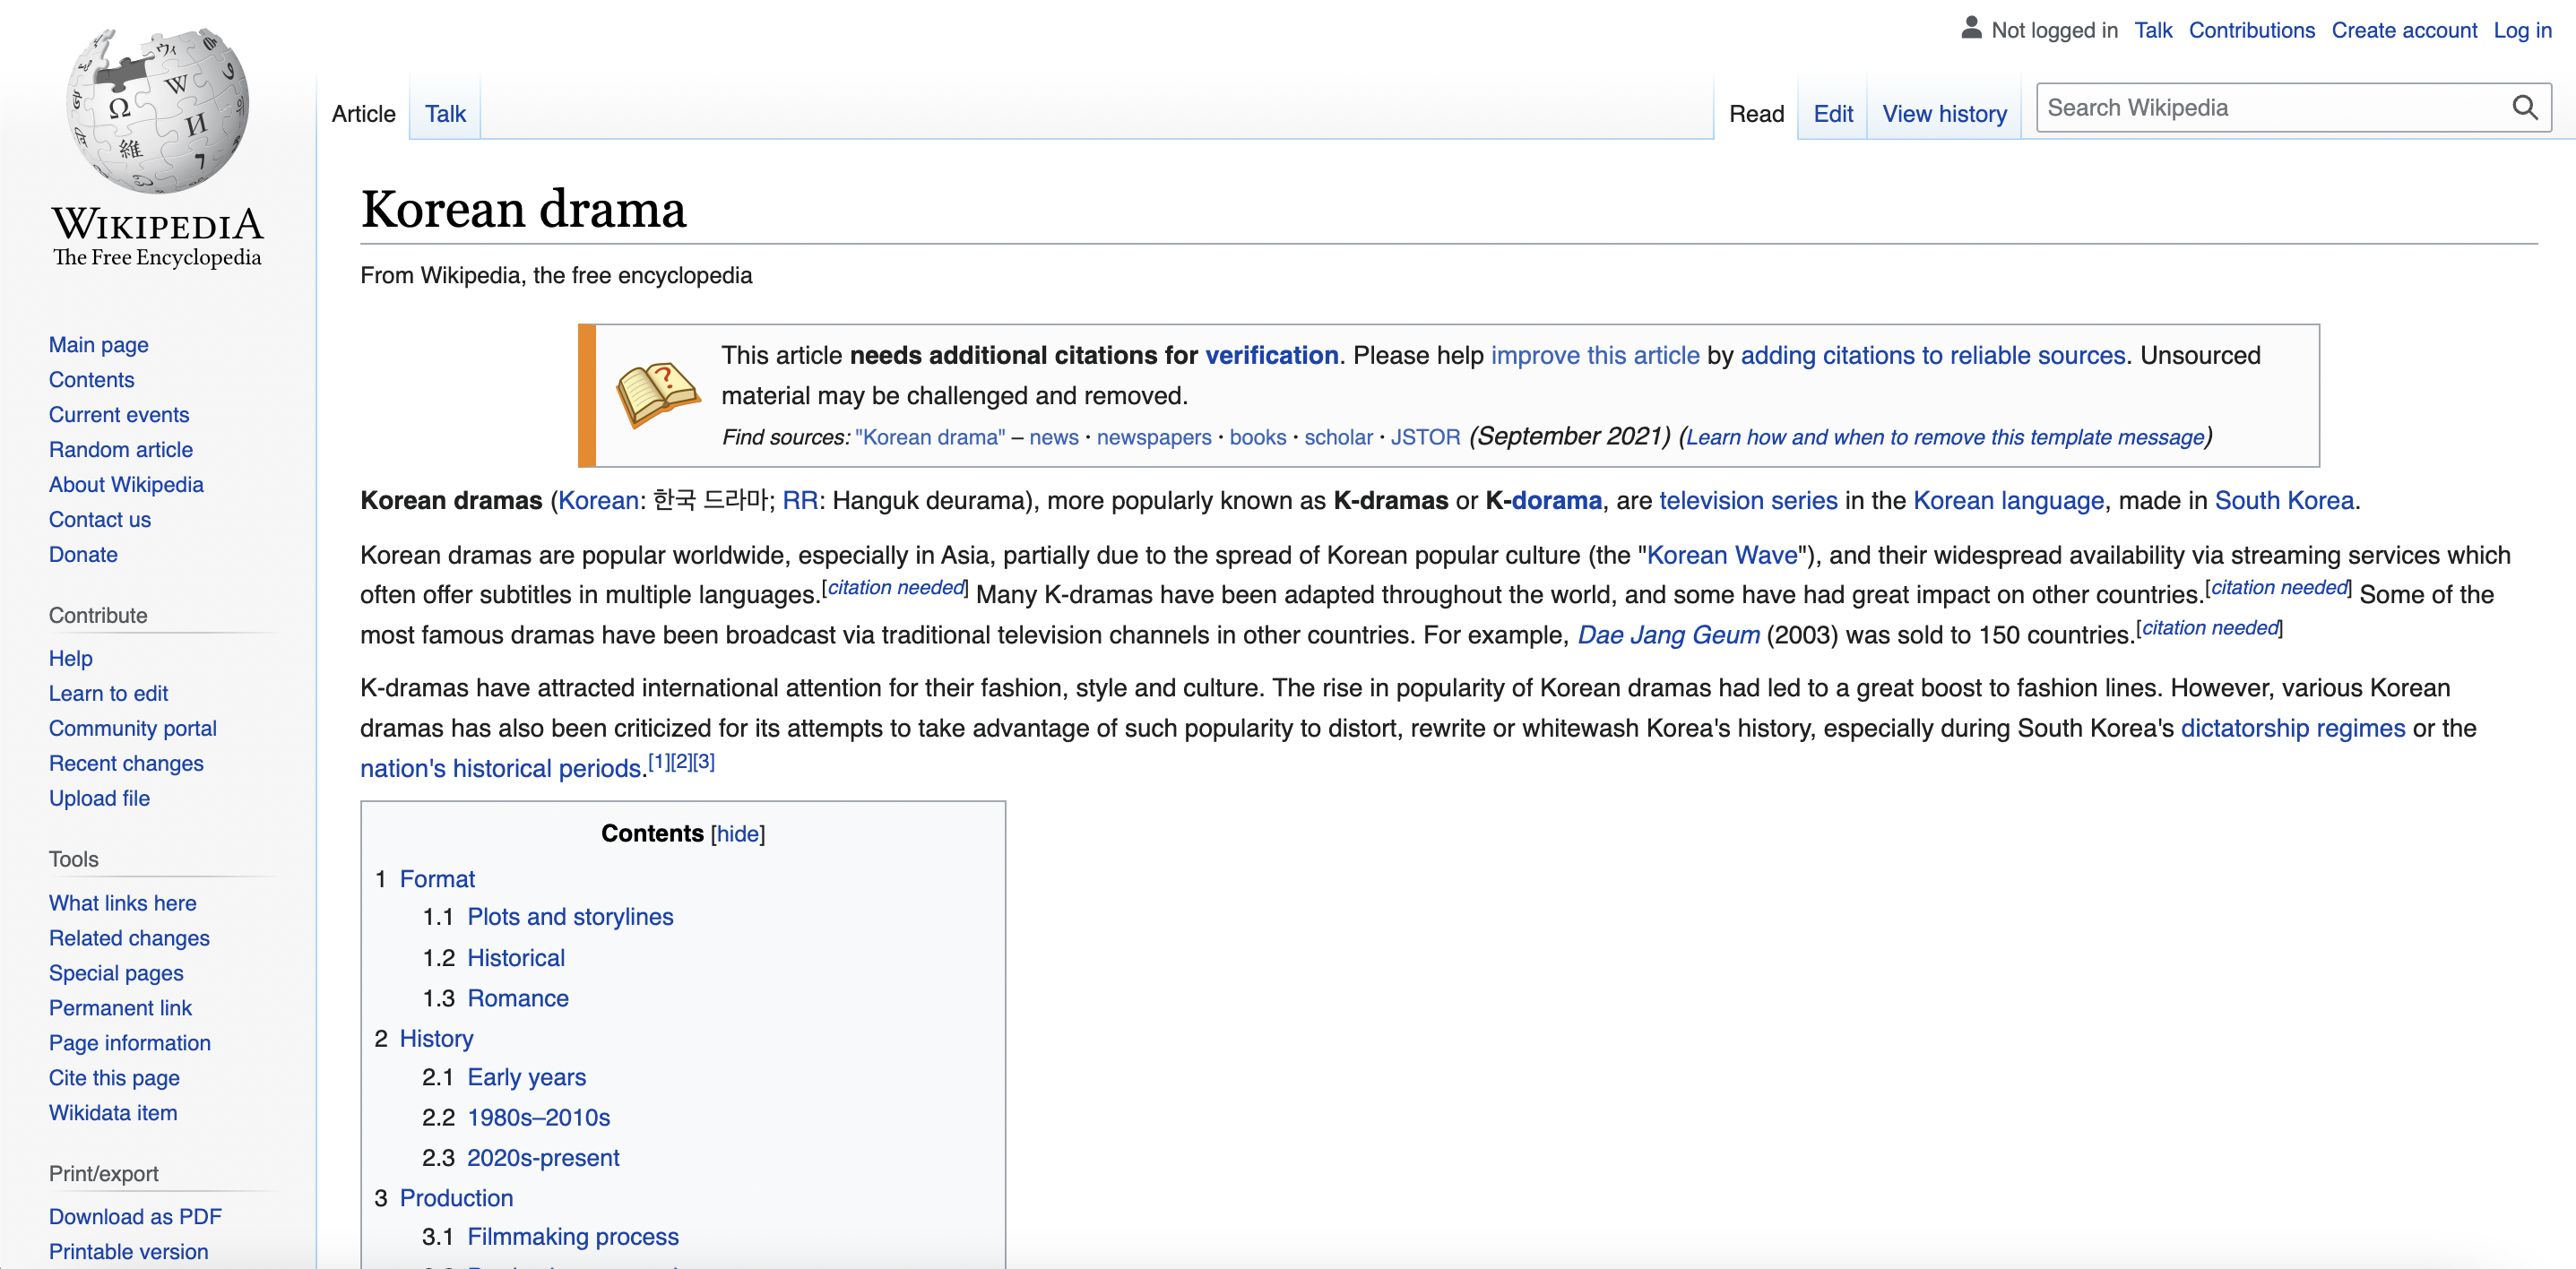 Not logged in Talk Contributions Create account Log in
Article Talk Read Edit View history Search Wikipedia
WIKIPEDIA
The Free Encyclopedia
Main page
Contents
Current events
Random article
About Wikipedia
Contact us
Donate
Contribute
Help
Learn to edit
Community portal
Recent changes
Upload file
Tools
What links here
Related changes
Special pages
Permanent link
Page information
Cite this page
Wikidata item
Print/export
Download as PDF
Printable version
Korean drama
From Wikipedia, the free encyclopedia
This article needs additional citations for verification. Please help improve this article by adding citations to reliable sources. Unsourced
material may be challenged and removed.
Find sources: "Korean drama" – news · newspapers · books · scholar · JSTOR (September 2021) (Learn how and when to remove this template message)
Korean dramas (Korean: 한국 드라마; RR: Hanguk deurama), more popularly known as K-dramas or K-dorama, are television series in the Korean language, made in South Korea.
Korean dramas are popular worldwide, especially in Asia, partially due to the spread of Korean popular culture (the "Korean Wave"), and their widespread availability via streaming services which
often offer subtitles in multiple languages.[citation needed] Many K-dramas have been adapted throughout the world, and some have had great impact on other countries.[citation needed] Some of the
most famous dramas have been broadcast via traditional television channels in other countries. For example, Dae Jang Geum (2003) was sold to 150 countries.[citation needed]
K-dramas have attracted international attention for their fashion, style and culture. The rise in popularity of Korean dramas had led to a great boost to fashion lines. However, various Korean
dramas has also been criticized for its attempts to take advantage of such popularity to distort, rewrite or whitewash Korea's history, especially during South Korea's dictatorship regimes or the
nation's historical periods.[1][2][3]
Contents [hide]
1 Format
1.1 Plots and storylines
1.2 Historical
1.3 Romance
2 History
2.1 Early years
2.2 1980s–2010s
2.3 2020s-present
3 Production
3.1 Filmmaking process